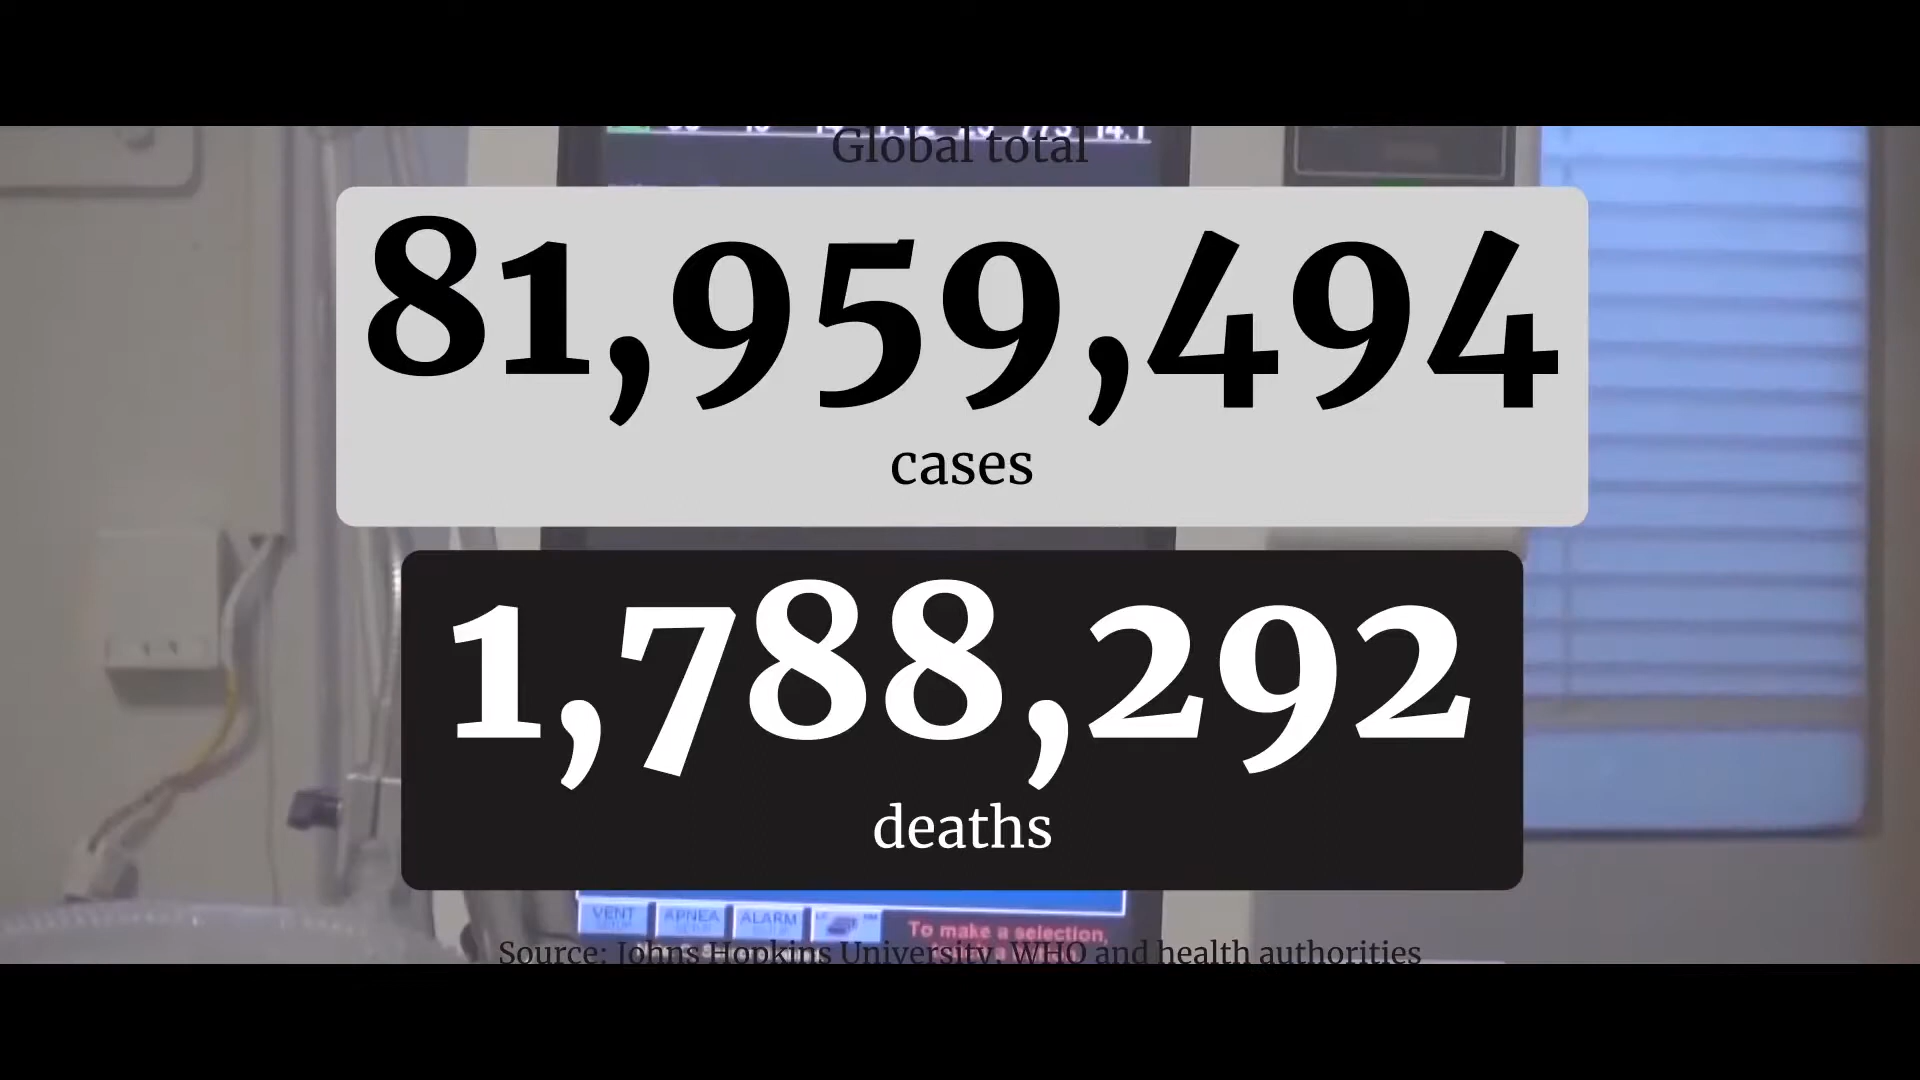 Global total
81,959,494
cases
1,788,292
deaths
VENT APNEA ALARM
To make a selection,
Source: Johns Hopkins University, WHO and health authorities